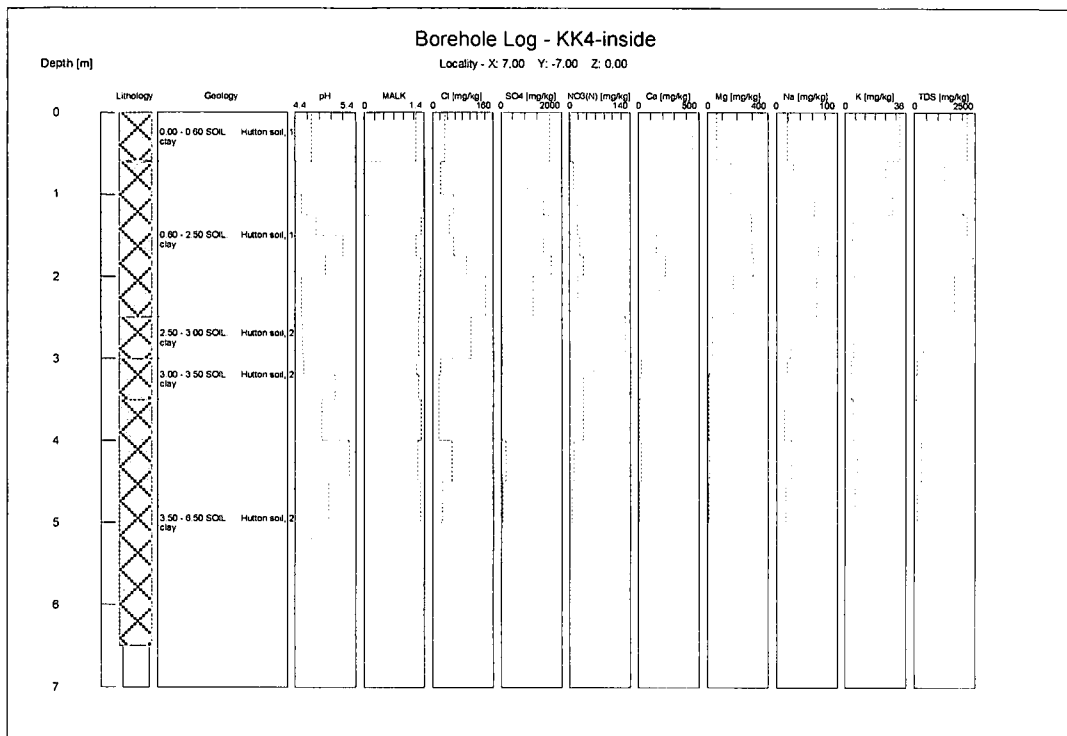 Borehole Log - KK4-inside
Depth [m]
Locality - X: 7.00 Y: -7.00 Z: 0.00
Lithology Geology pH MALK Cl [mg/kg] SO4 [mg/kg] NO3(N) [mg/kg] Ca [mg/kg] Mg [mg/kg] Na [mg/kg] K [mg/kg] TDS [mg/kg]
4.4 5.4 0 1.4 0 160 0 2000 0 140 0 500 0 400 0 100 0 36 0 2500
0
0.00 - 0.60 SOIL Hutton soil, 1
clay
1
0.60 - 2.50 SOIL Hutton soil, 1
clay
2
2.50 - 3.00 SOIL Hutton soil, 2
clay
3
3.00 - 3.50 SOIL Hutton soil, 2
clay
4
5
3.50 - 6.50 SOIL Hutton soil, 2
clay
6
7